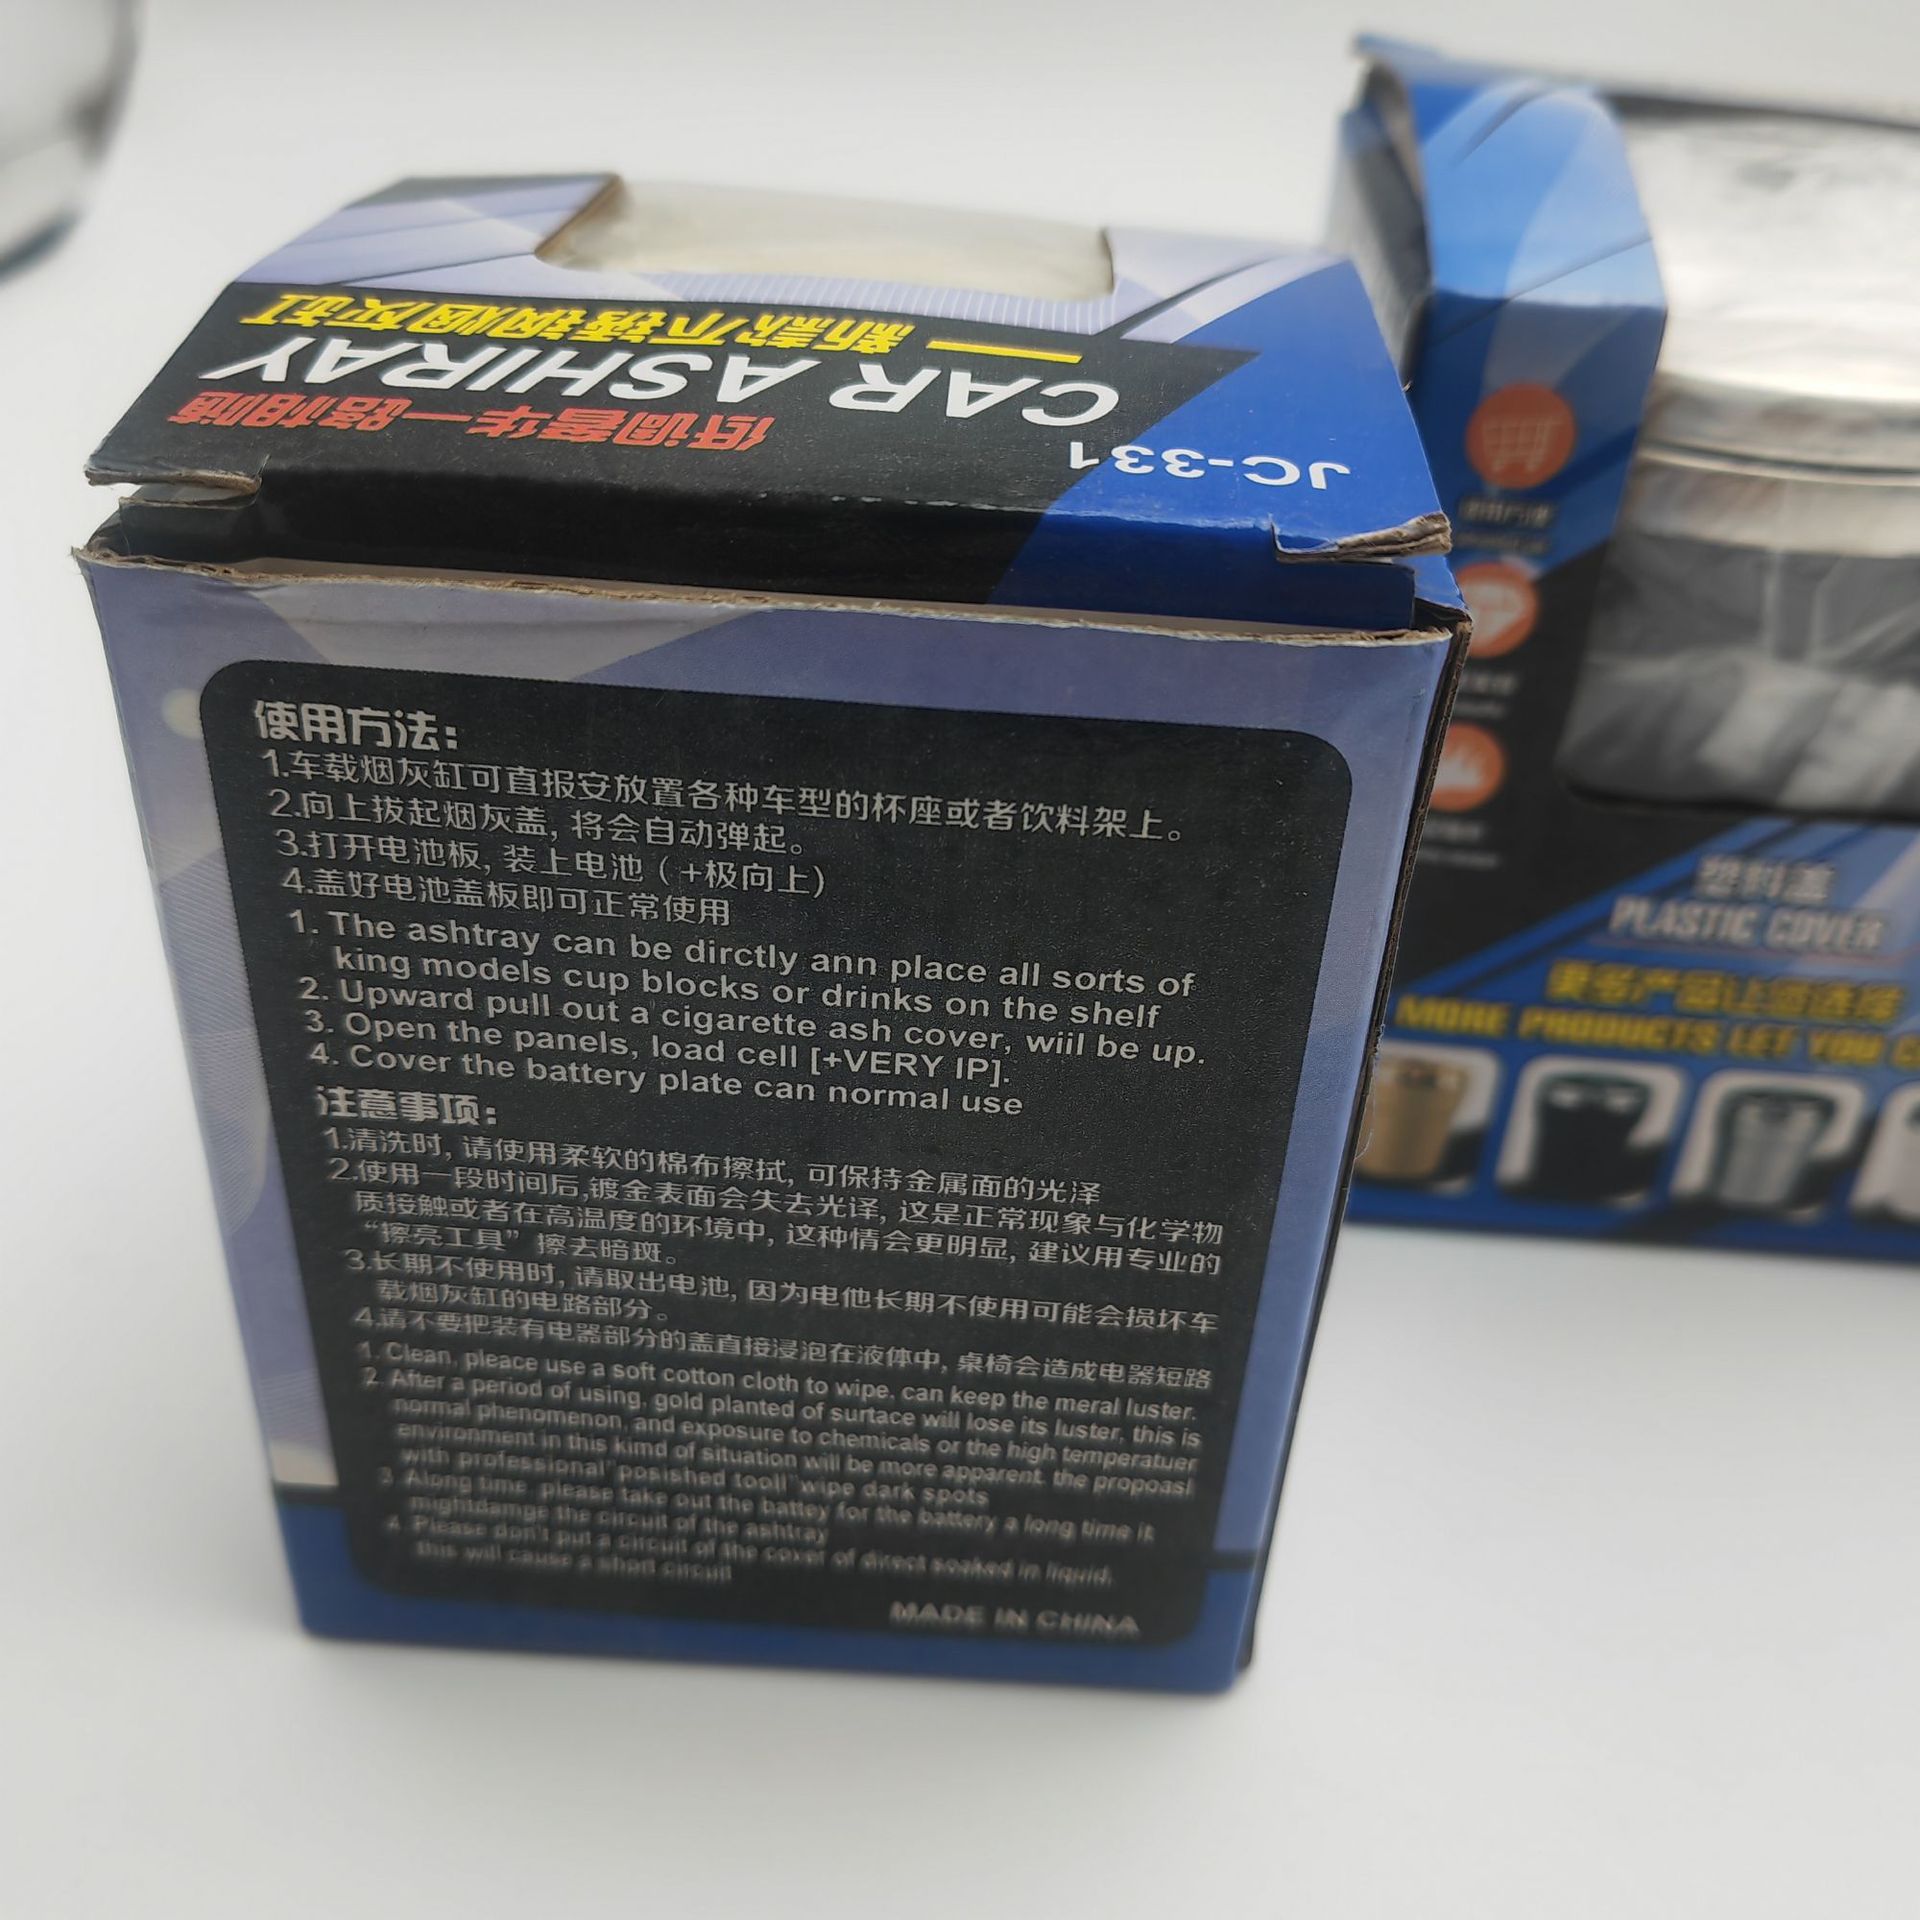 JC-331
低调奢华一路相随
CAR ASHIRAY
新款不锈钢烟灰缸
使用方法:
1.车载烟灰缸可直报安放置各种车型的杯座或者饮料架上。
2.向上拔起烟灰盖, 将会自动弹起。
3.打开电池板, 装上电池 ( +极向上)
4.盖好电池盖板即可正常使用
1. The ashtray can be dirctly ann place all sorts of
king models cup blocks or drinks on the shelf
2. Upward pull out a cigarette ash cover, wiil be up.
3. Open the panels, load cell [+VERY IP].
4. Cover the battery plate can normal use
注意事项:
1.清洗时, 请使用柔软的棉布擦拭, 可保持金属面的光泽
2.使用一段时间后,镀金表面会失去光译, 这是正常现象与化学物
质接触或者在高温度的环境中, 这种情会更明显, 建议用专业的
“擦亮工具” 擦去暗斑。
3.长期不使用时, 请取出电池, 因为电他长期不使用可能会损坏车
载烟灰缸的电路部分。
4.请不要把装有电器部分的盖直接浸泡在液体中, 桌椅会造成电器短路
1. Clean, pleace use a soft cotton cloth to wipe. can keep the meral luster.
2. After a period of using, gold planted of surtace will lose its luster, this is
normal phenomenon, and exposure to chemicals or the high temperatuer
environment in this kimd of situation will be more apparent. the propoasl
with professional"posished tooll"wipe dark spots
3. Along time, please take out the battey for the battery a long time it
mightdamge the circuit of the ashtray
4. Please don't put a circuit of the cover of direct soaked in liquid,
this will cause a short circuit
MADE IN CHINA
塑料盖
PLASTIC COVER
更多产品让您选择
MORE PRODUCTS LET YOU